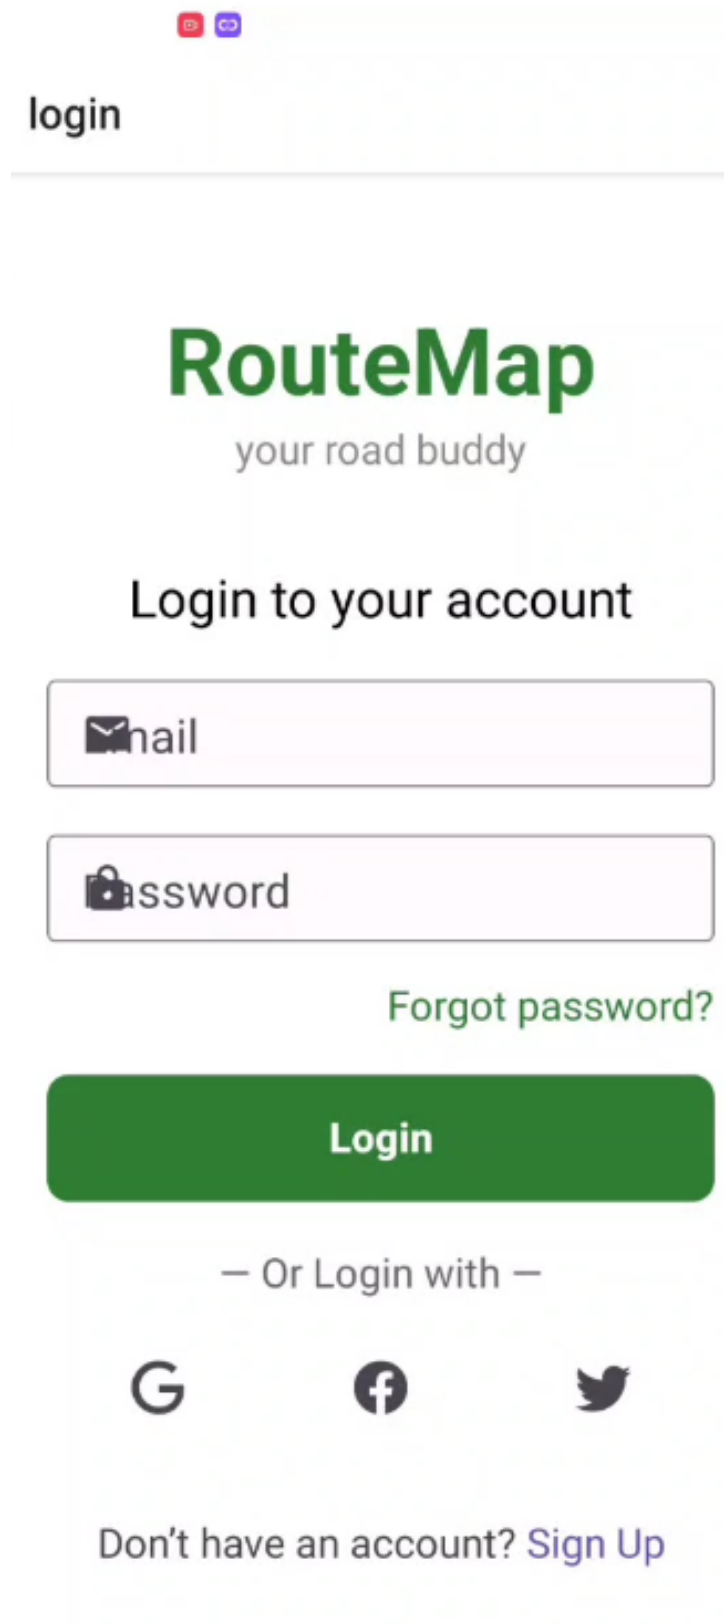 login
RouteMap
your road buddy
Login to your account
Password
Forgot password?
Login
— Or Login with —
Don't have an account? Sign Up